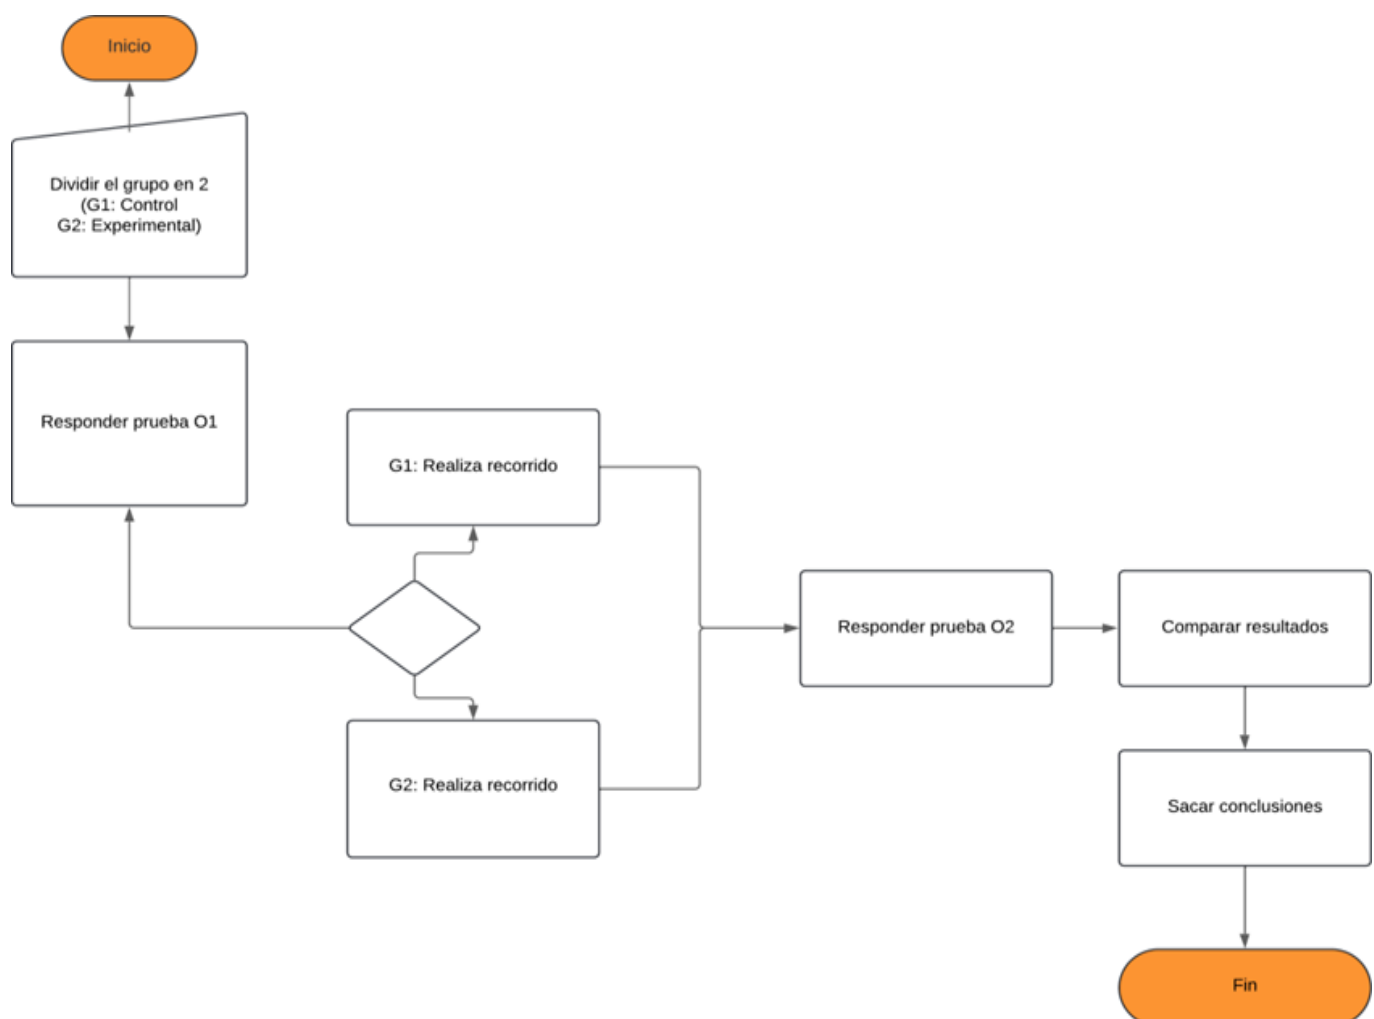 Inicio
Dividir el grupo en 2
(G1: Control
G2: Experimental)
Responder prueba O1
G1: Realiza recorrido
G2: Realiza recorrido
Responder prueba O2
Comparar resultados
Sacar conclusiones
Fin